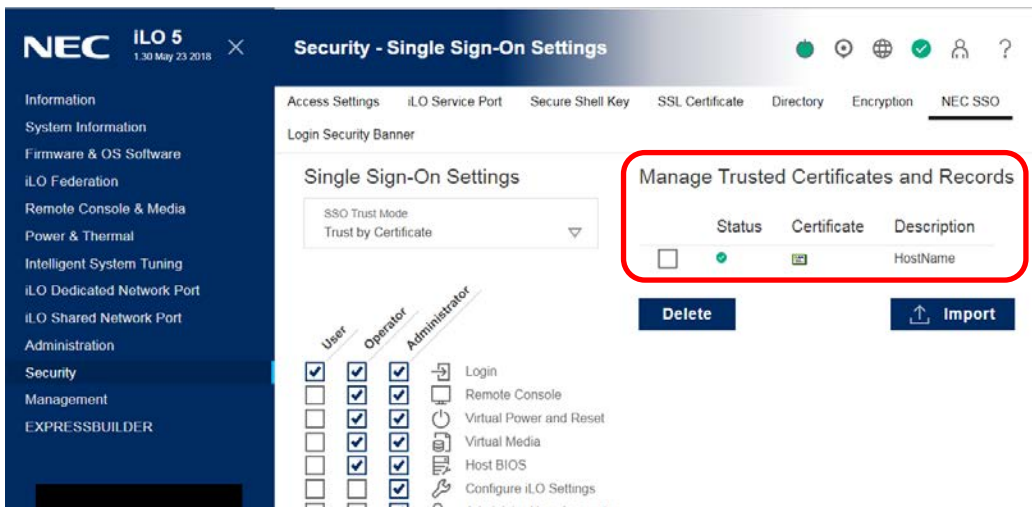 NEC iLO 5
1.30 May 23 2018
Security - Single Sign-On Settings
?
Information
System Information
Firmware & OS Software
iLO Federation
Remote Console & Media
Power & Thermal
Intelligent System Tuning
iLO Dedicated Network Port
iLO Shared Network Port
Administration
Security
Management
EXPRESSBUILDER
Access Settings iLO Service Port Secure Shell Key SSL Certificate Directory Encryption NEC SSO
Login Security Banner
Single Sign-On Settings
SSO Trust Mode
Trust by Certificate
User Operator Administrator
Login
Remote Console
Virtual Power and Reset
Virtual Media
Host BIOS
Configure iLO Settings
Manage Trusted Certificates and Records
Status Certificate Description
HostName
Delete Import